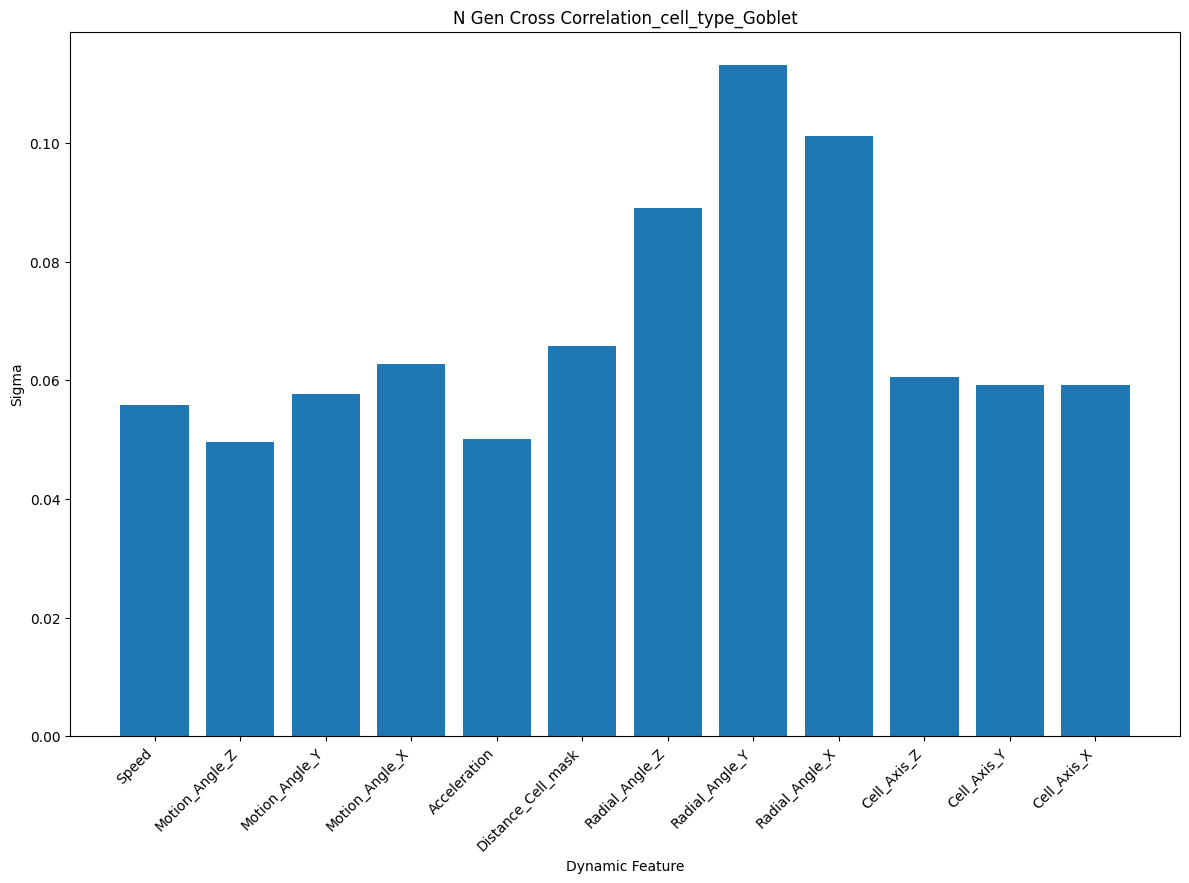 N Gen Cross Correlation_cell_type_Goblet
Sigma
0.10
0.08
0.06
0.04
0.02
0.00
Speed
Motion_Angle_Z
Motion_Angle_Y
Motion_Angle_X
Acceleration
Distance_Cell_mask
Radial_Angle_Z
Radial_Angle_Y
Radial_Angle_X
Cell_Axis_Z
Cell_Axis_Y
Cell_Axis_X
Dynamic Feature